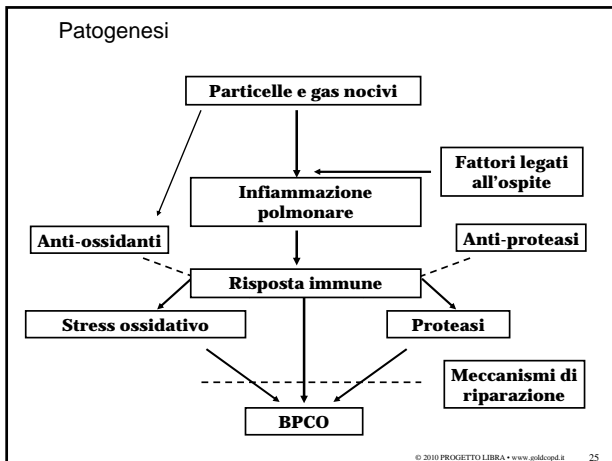 Patogenesi
Particelle e gas nocivi
Fattori legati
all'ospite
Infiammazione
polmonare
Anti-ossidanti
Anti-proteasi
Risposta immune
Stress ossidativo
Proteasi
Meccanismi di
riparazione
BPCO
© 2010 PROGETTO LIBRA • www.goldcopd.it 25